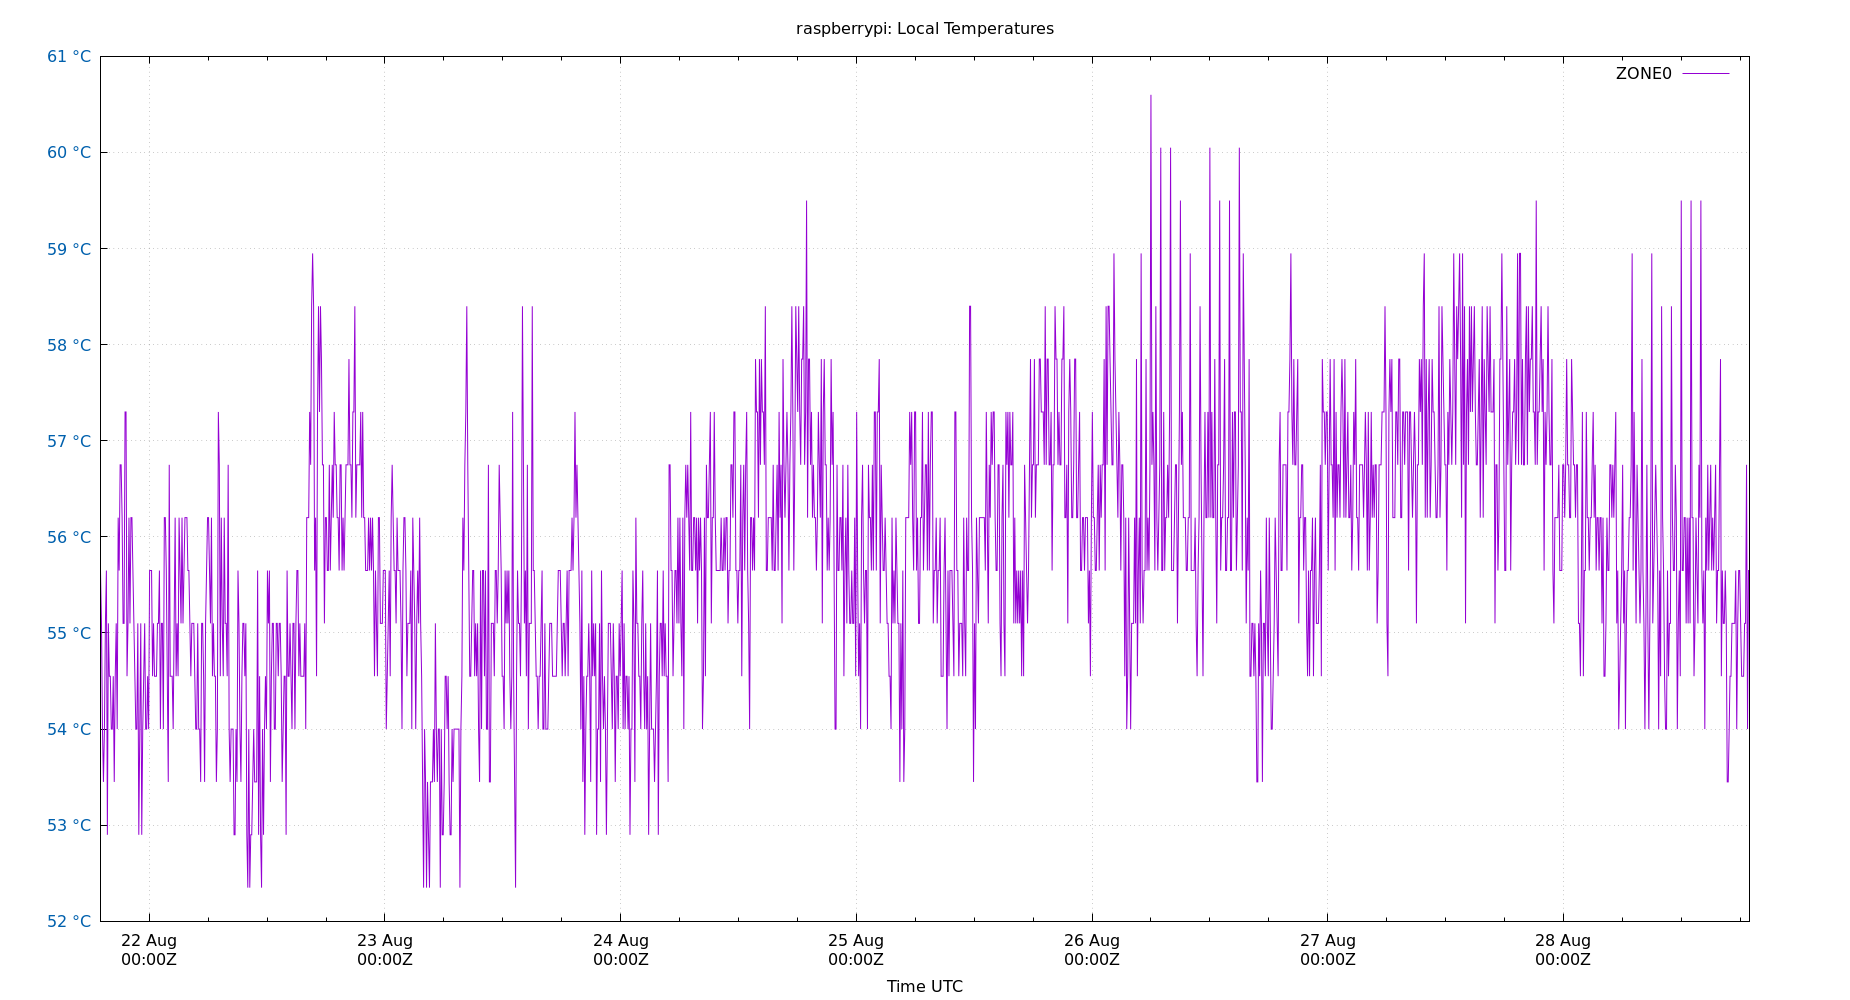 raspberrypi: Local Temperatures
61 °C
ZONE0
60 °C
59 °C
58 °C
57 °C
56 °C
55 °C
54 °C
53 °C
52 °C
22 Aug 23 Aug 24 Aug 25 Aug 26 Aug 27 Aug 28 Aug
00:00Z 00:00Z 00:00Z 00:00Z 00:00Z 00:00Z 00:00Z
Time UTC